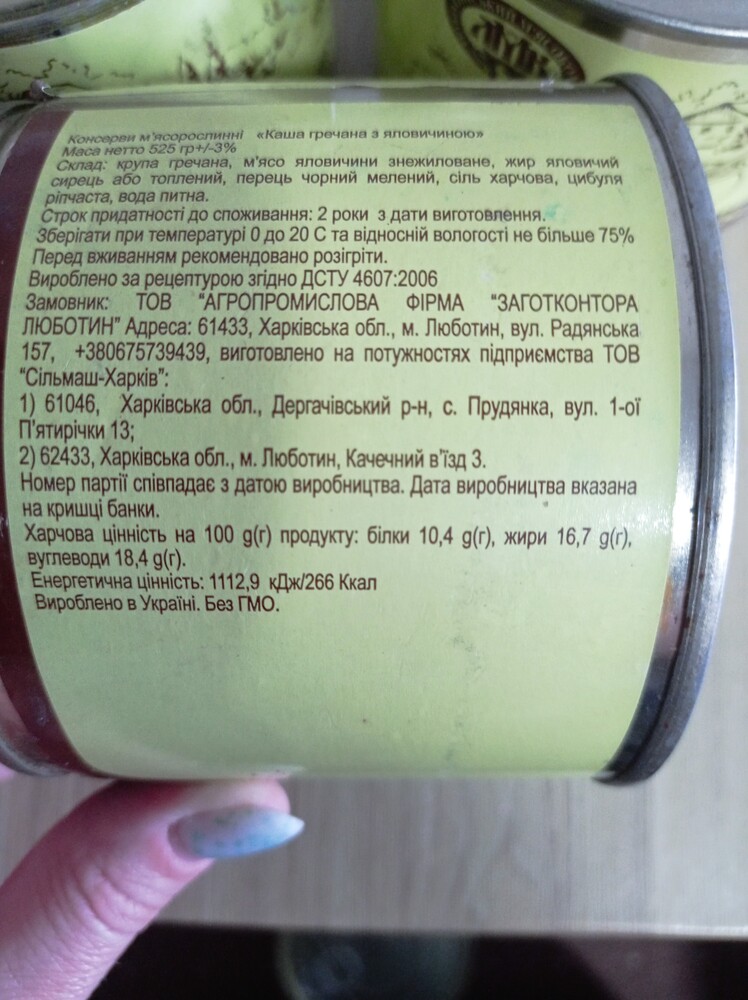 Консерви м'ясорослинні «Каша гречана з яловичиною»
Маса нетто 525 гр+/-3%
Склад: крупа гречана, м'ясо яловичини знежиловане, жир яловичий
сирець або топлений, перець чорний мелений, сіль харчова, цибуля
ріпчаста, вода питна.
Строк придатності до споживання: 2 роки з дати виготовлення.
Зберігати при температурі 0 до 20 С та відносній вологості не більше 75%
Перед вживанням рекомендовано розігріти.
Вироблено за рецептурою згідно ДСТУ 4607:2006
Замовник: ТОВ "АГРОПРОМИСЛОВА ФІРМА "ЗАГОТКОНТОРА
ЛЮБОТИН" Адреса: 61433, Харківська обл., м. Люботин, вул. Радянська
157, +380675739439, виготовлено на потужностях підприємства ТОВ
"Сільмаш-Харків":
1) 61046, Харківська обл., Дергачівський р-н, с. Прудянка, вул. 1-ої
П'ятирічки 13;
2) 62433, Харківська обл., м. Люботин, Качечний в'їзд 3.
Номер партії співпадає з датою виробництва. Дата виробництва вказана
на кришці банки.
Харчова цінність на 100 g(г) продукту: білки 10,4 g(г), жири 16,7 g(г),
вуглеводи 18,4 g(г).
Енергетична цінність: 1112,9 кДж/266 Ккал
Вироблено в Україні. Без ГМО.